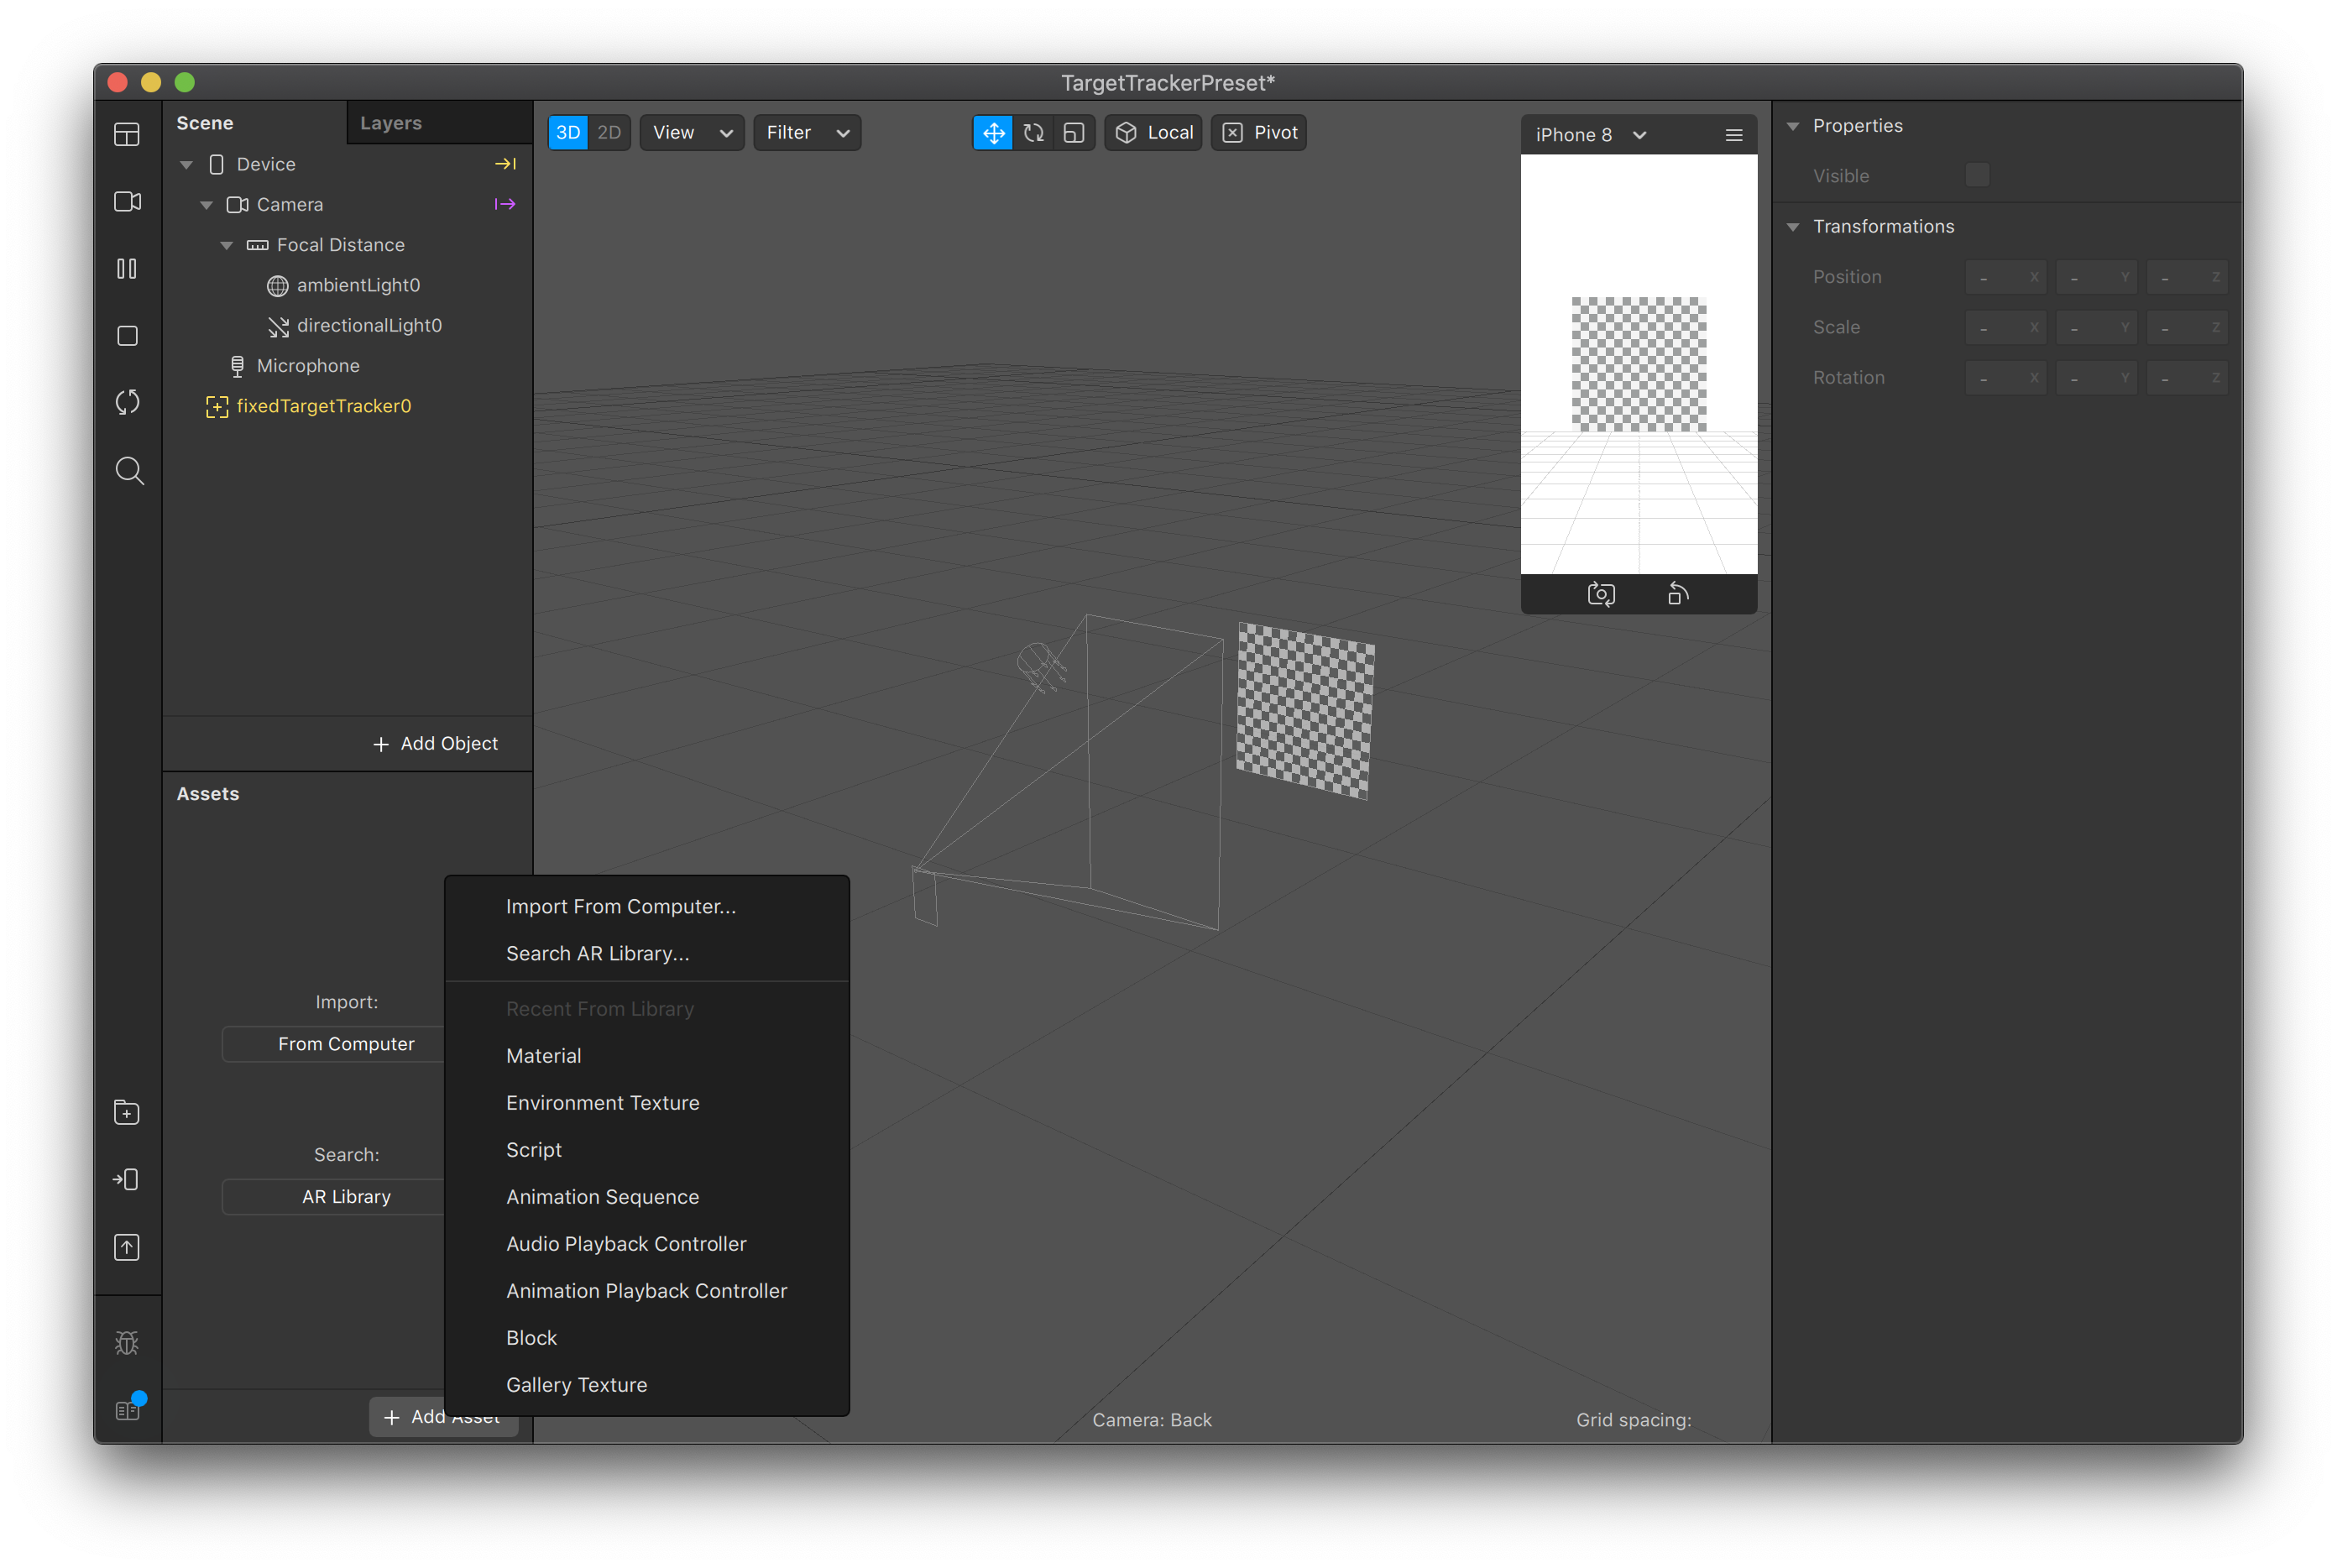 TargetTrackerPreset*
Scene
Layers
Device
Camera
Focal Distance
ambientLight0
directionalLight0
Microphone
fixedTargetTracker0
+ Add Object
Assets
Import:
From Computer
Search:
AR Library
+ Add Asset
Import From Computer...
Search AR Library...
Recent From Library
Material
Environment Texture
Script
Animation Sequence
Audio Playback Controller
Animation Playback Controller
Block
Gallery Texture
3D 2D View Filter Local Pivot
iPhone 8
Camera: Back
Grid spacing:
Properties
Visible
Transformations
Position - X - Y - Z
Scale - X - Y - Z
Rotation - X - Y - Z